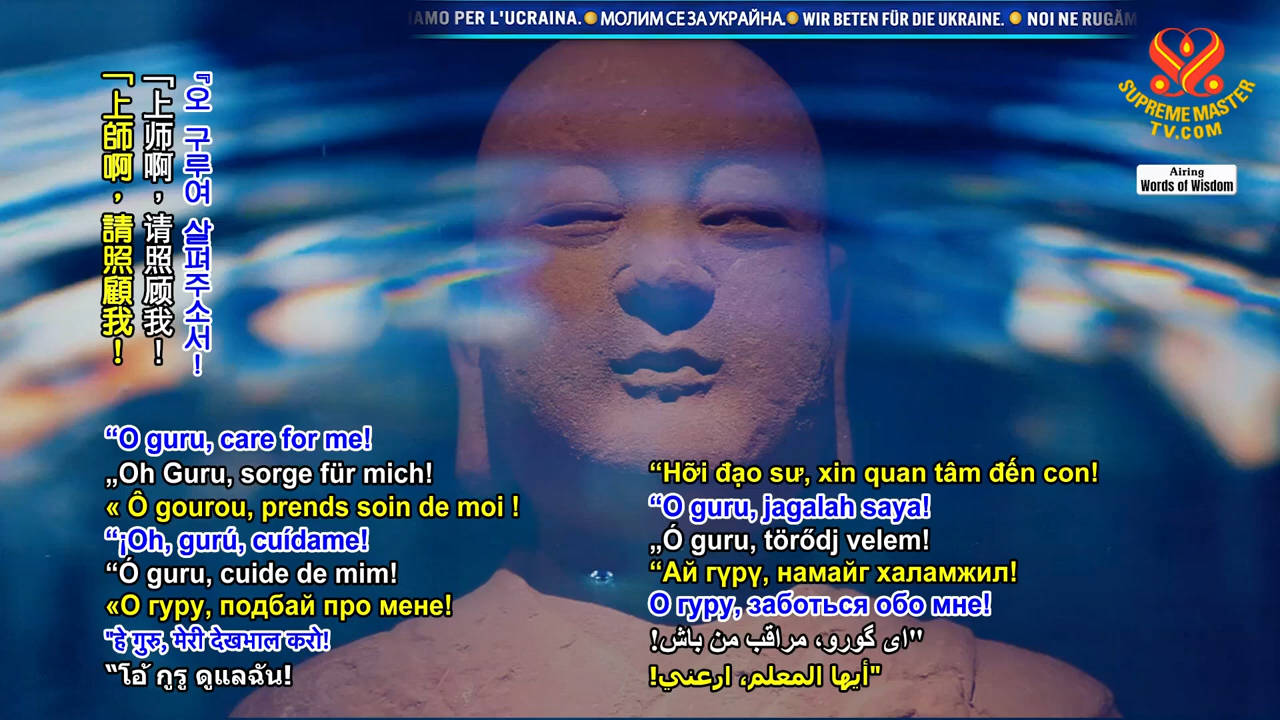 IAMO PER L'UCRAINA. МОЛИМ СЕ ЗА УКРАЙНА. WIR BETEN FÜR DIE UKRAINE. NOI NE RUGĂM
SUPREME MASTER
TV.COM
Airing
Words of Wisdom
『오 구루여 살펴주소서!
「上师啊，请照顾我！
「上師啊，請照顧我！
“O guru, care for me!
„Oh Guru, sorge für mich!
« Ô gourou, prends soin de moi !
“¡Oh, gurú, cuídame!
“Ó guru, cuide de mim!
«О гуру, подбай про мене!
"हे गुरु, मेरी देखभाल करो!
“โอ้ กูรู ดูแลฉัน!
“Hỡi đạo sư, xin quan tâm đến con!
“O guru, jagalah saya!
„Ó guru, törődj velem!
“Ай гүрү, намайг халамжил!
О гуру, заботься обо мне!
"ای گورو، مراقب من باش!
"أيها المعلم، ارعني!